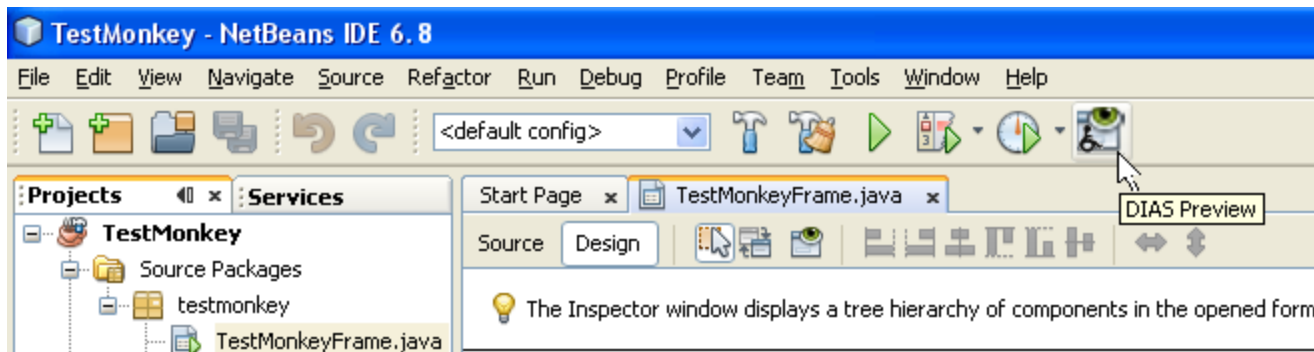 TestMonkey - NetBeans IDE 6.8
File Edit View Navigate Source Refactor Run Debug Profile Team Tools Window Help
<default config>
Projects Services
Start Page TestMonkeyFrame.java
DIAS Preview
TestMonkey
Source Design
Source Packages
testmonkey
The Inspector window displays a tree hierarchy of components in the opened form
TestMonkeyFrame.java